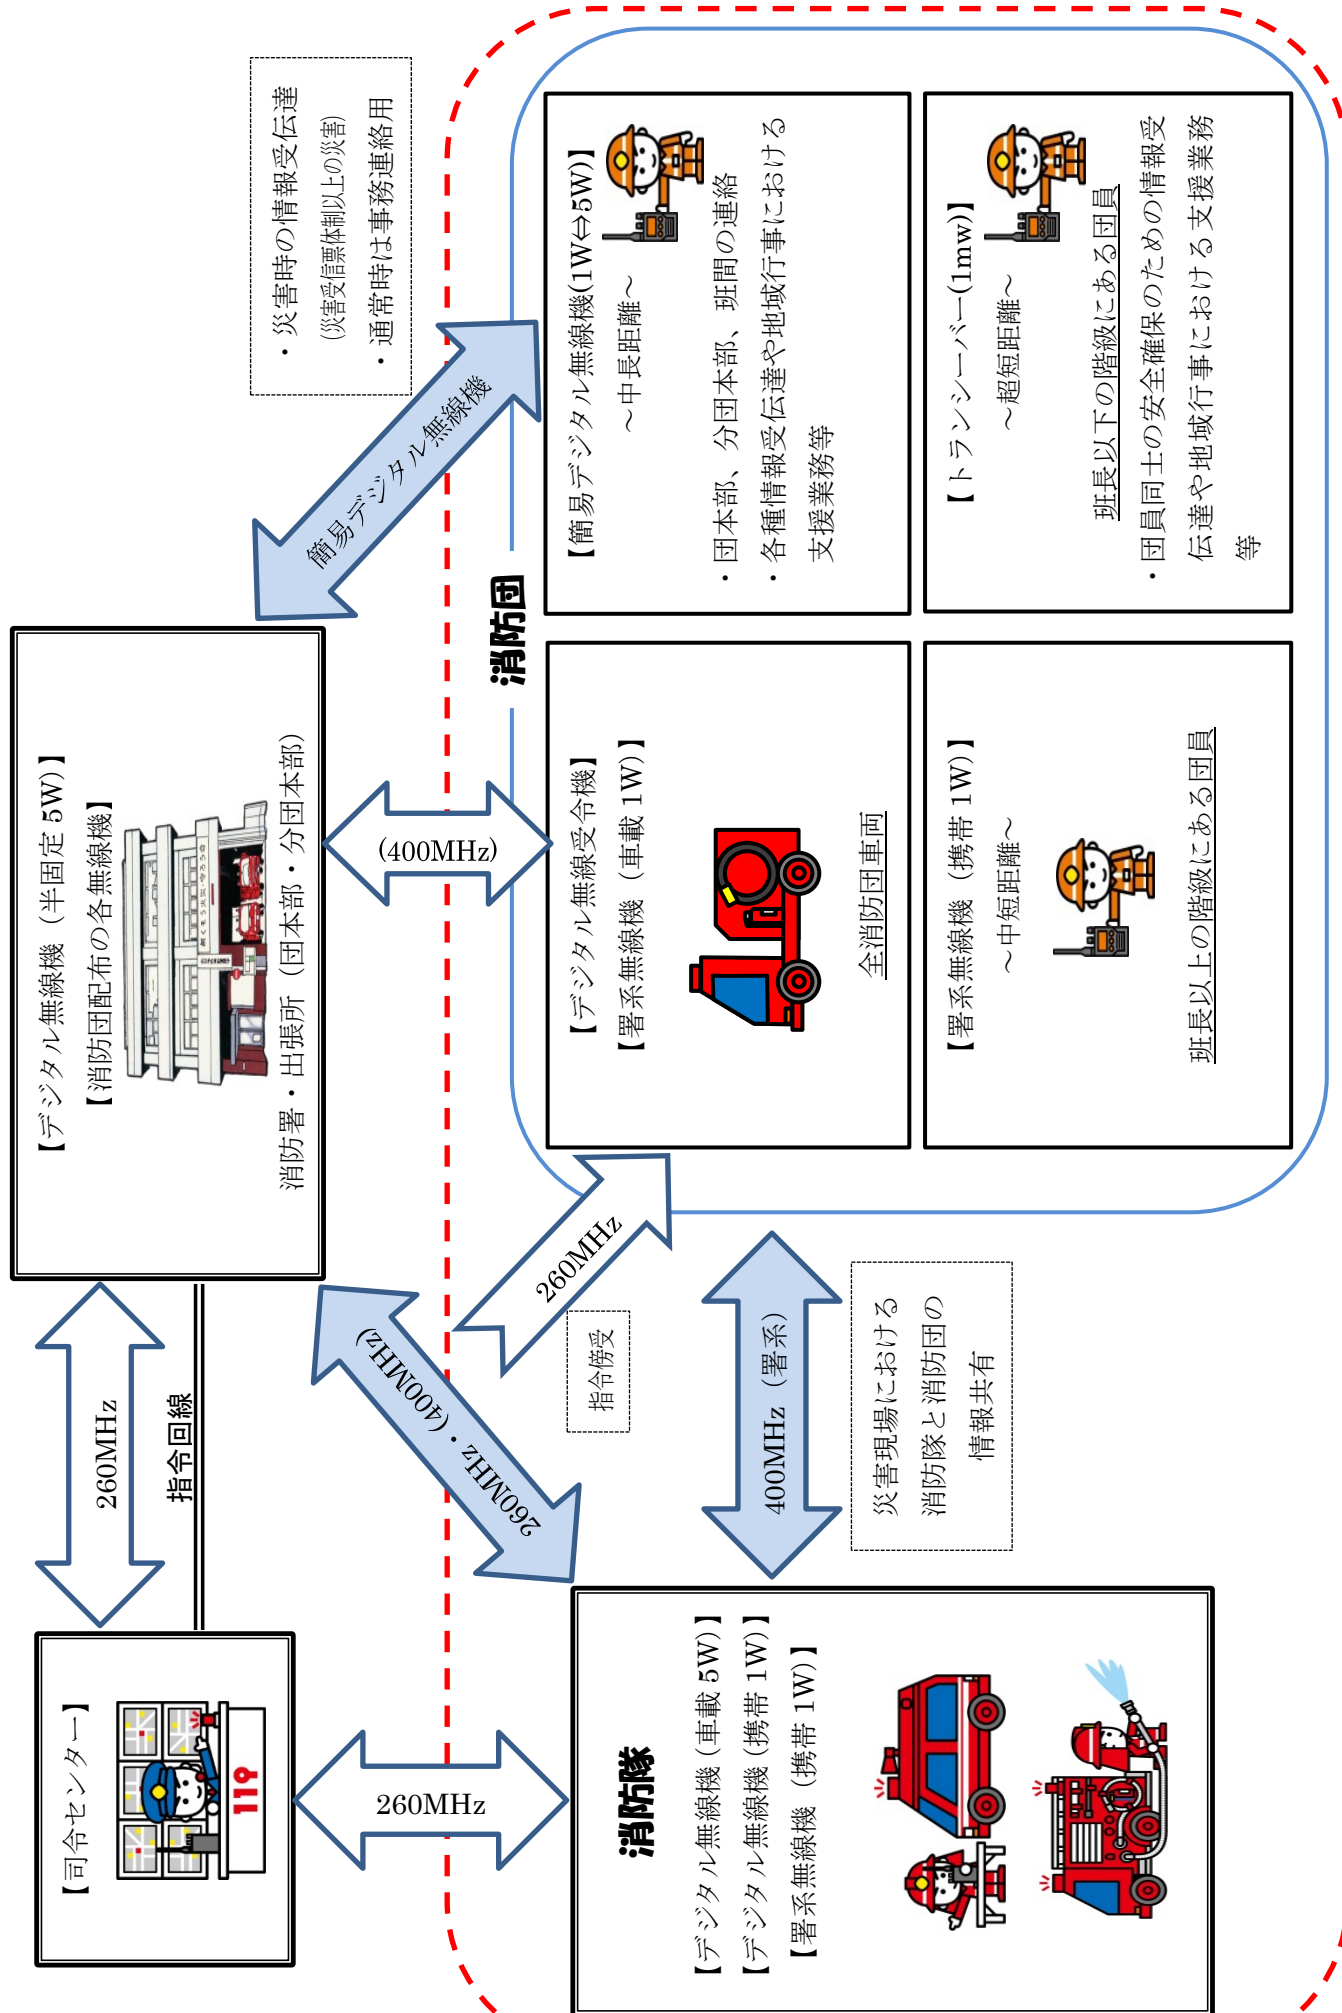 【司令センター】
119
260MHz
指令回線
【デジタル無線機（半固定 5W）】
【消防団配布の各無線機】
消防署・出張所（団本部・分団本部）
・災害時の情報受伝達
(災害受信票体制以上の災害)
・通常時は事務連絡用
簡易デジタル無線機
260MHz
260MHz・(400MHz)
(400MHz)
指令傍受
260MHz
消防隊
【デジタル無線機（車載 5W）】
【デジタル無線機（携帯 1W）】
【署系無線機（携帯 1W）】
400MHz（署系）
災害現場における
消防隊と消防団の
情報共有
消防団
【デジタル無線受令機】
【署系無線機（車載 1W）】
全消防団車両
【簡易デジタル無線機(1W⇔5W)】
～中長距離～
・団本部、分団本部、班間の連絡
・各種情報受伝達や地域行事における
支援業務等
【署系無線機（携帯 1W）】
～中短距離～
班長以上の階級にある団員
【トランシーバー(1mw)】
～超短距離～
班長以下の階級にある団員
・団員同士の安全確保のための情報受
伝達や地域行事における支援業務
等